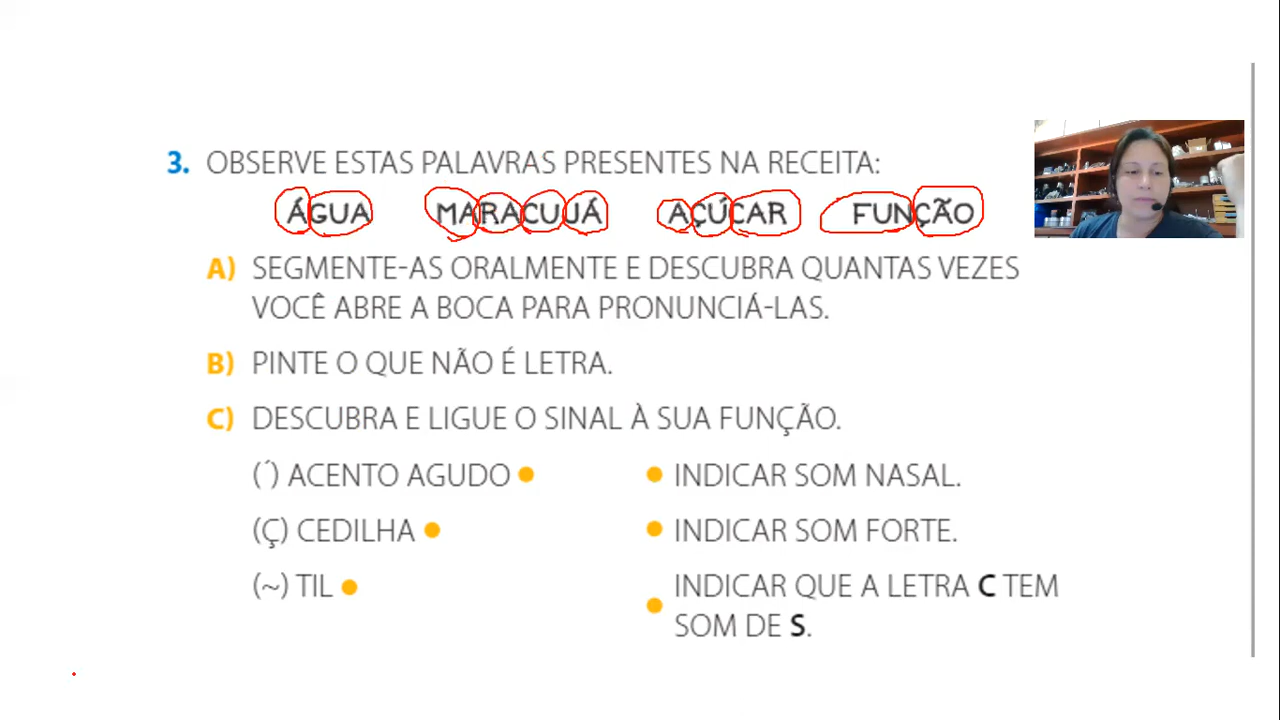 3. OBSERVE ESTAS PALAVRAS PRESENTES NA RECEITA:
ÁGUA MARACUJÁ AÇÚCAR FUNÇÃO
A) SEGMENTE-AS ORALMENTE E DESCUBRA QUANTAS VEZES
VOCÊ ABRE A BOCA PARA PRONUNCIÁ-LAS.
B) PINTE O QUE NÃO É LETRA.
C) DESCUBRA E LIGUE O SINAL À SUA FUNÇÃO.
(´) ACENTO AGUDO • • INDICAR SOM NASAL.
(Ç) CEDILHA • • INDICAR SOM FORTE.
(~) TIL • • INDICAR QUE A LETRA C TEM
SOM DE S.